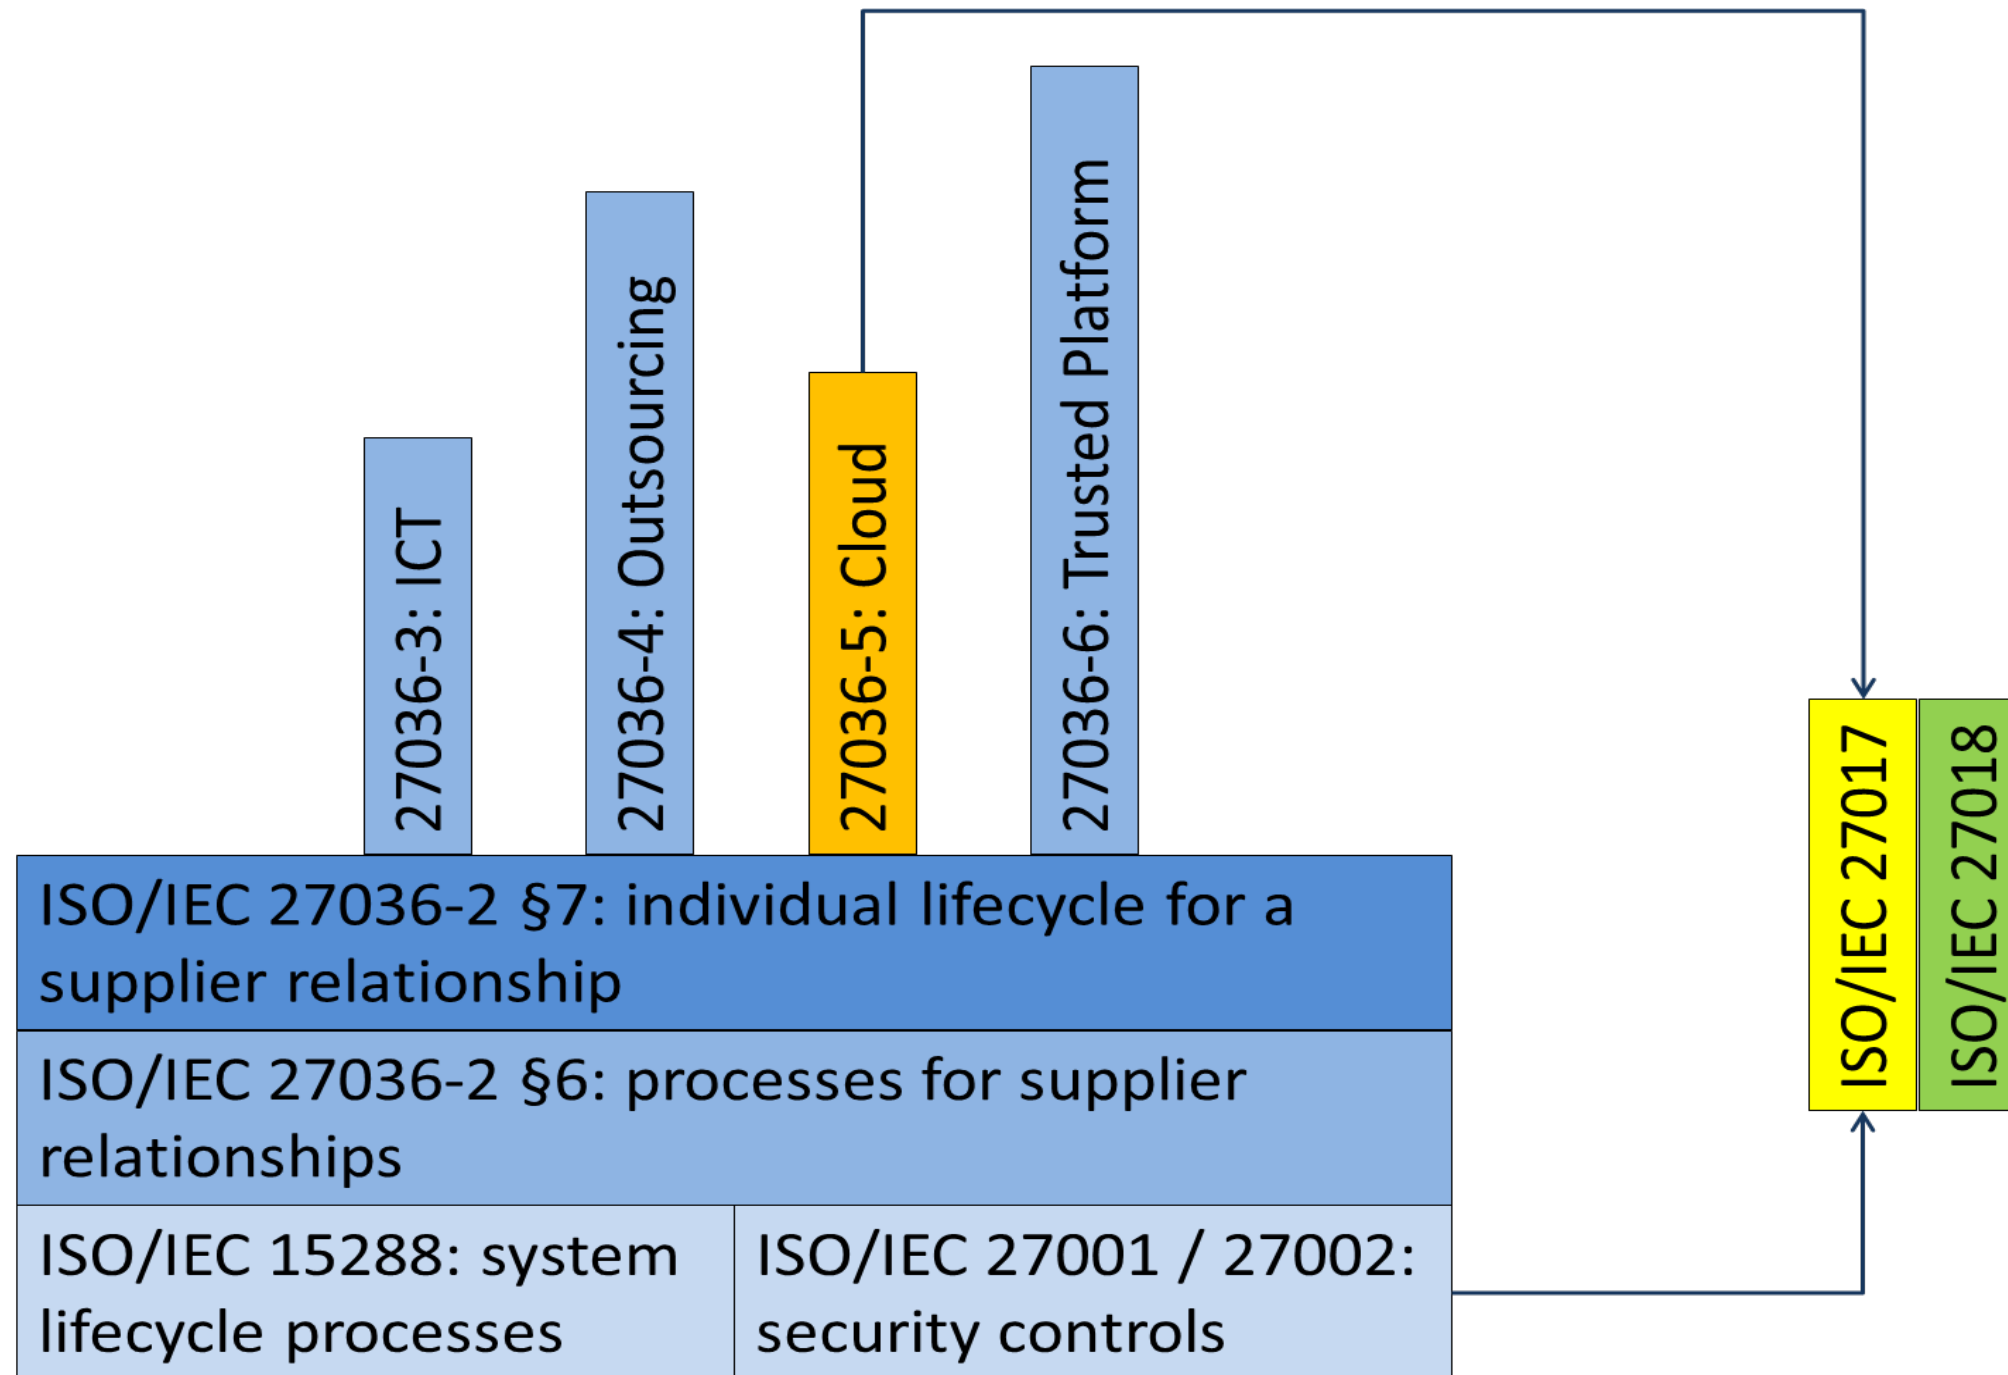 27036-3: ICT
27036-4: Outsourcing
27036-5: Cloud
27036-6: Trusted Platform
ISO/IEC 27017
ISO/IEC 27018
ISO/IEC 27036-2 §7: individual lifecycle for a
supplier relationship
ISO/IEC 27036-2 §6: processes for supplier
relationships
ISO/IEC 15288: system
lifecycle processes
ISO/IEC 27001 / 27002:
security controls